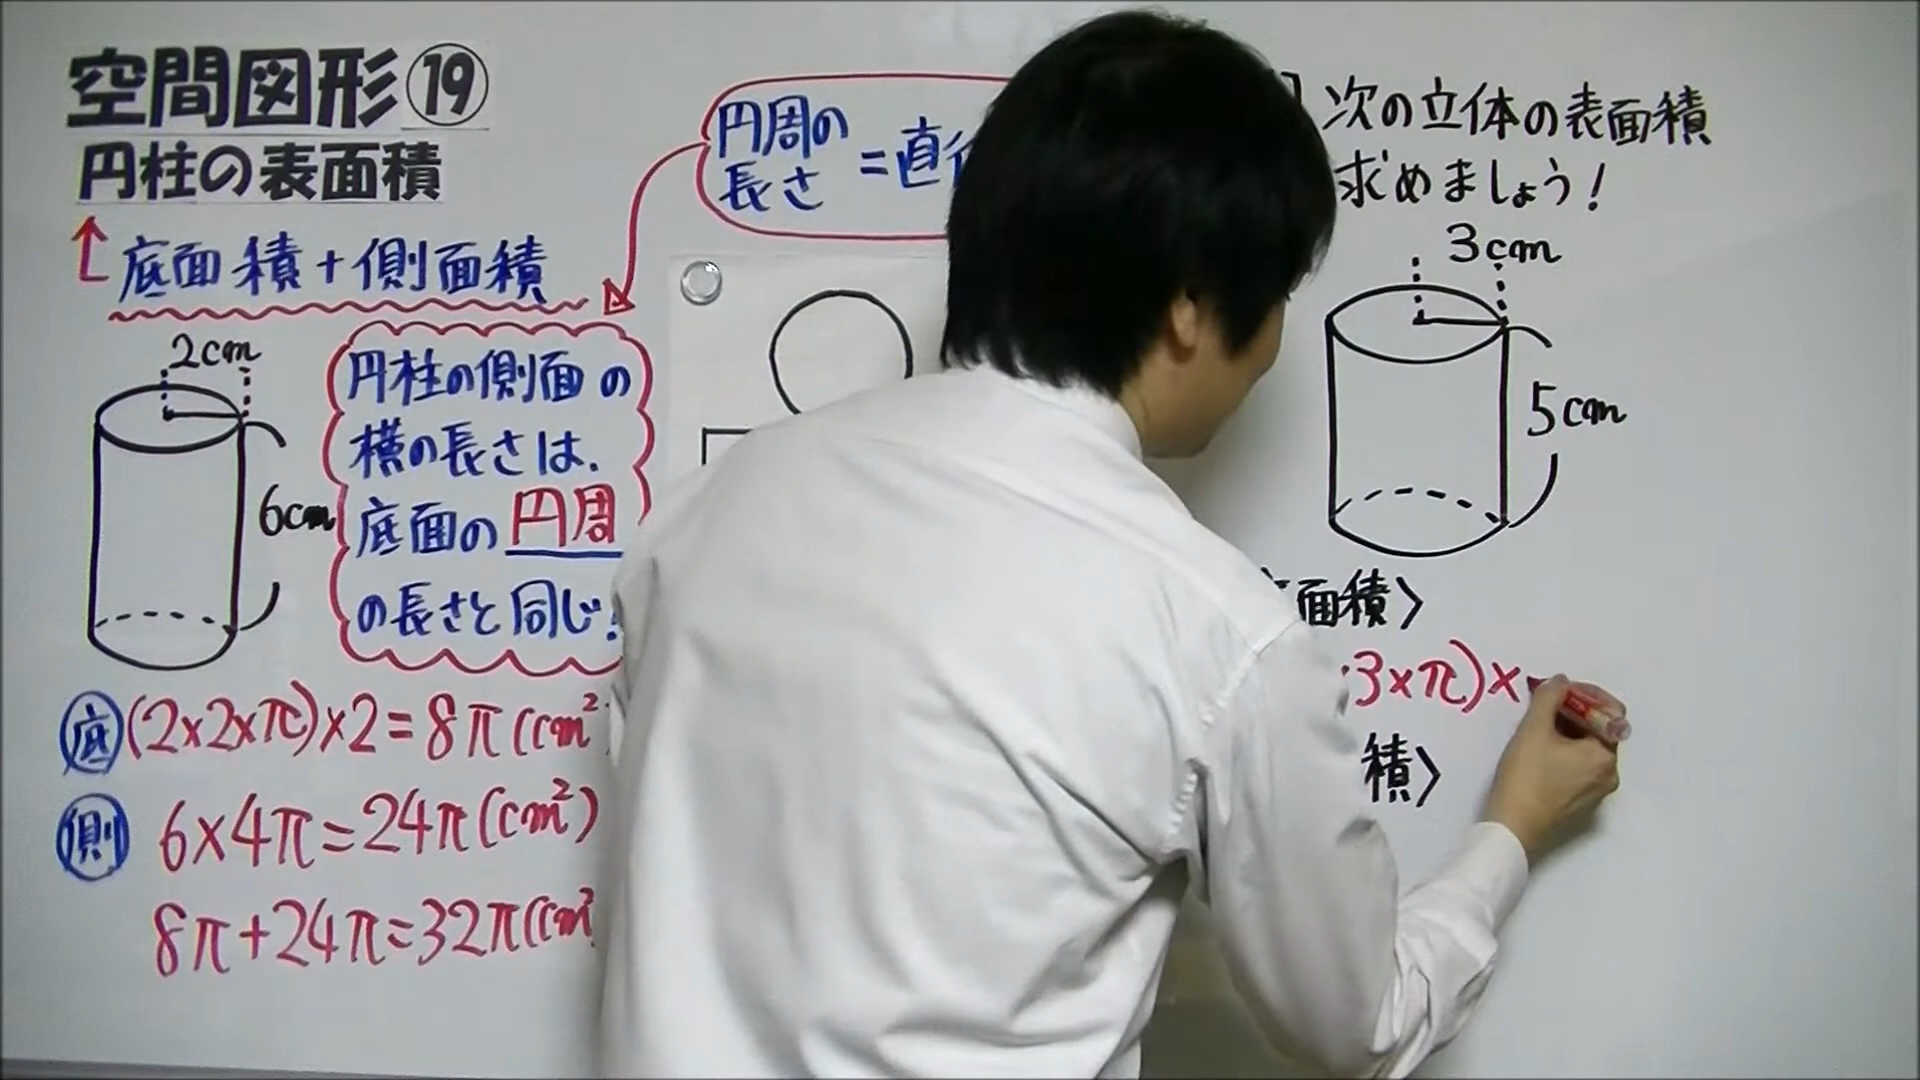 空間図形⑲
円柱の表面積
底面積+側面積
2cm
6cm
円周の
長さ
=直
円柱の側面の
横の長さは.
底面の円周
の長さと同じ!
底 (2×2×π)×2=8π(cm²
側 6×4π=24π(cm²)
8π+24π=32π(cm²
次の立体の表面積
求めましょう!
3cm
5cm
面積〉
3×π)×
積〉